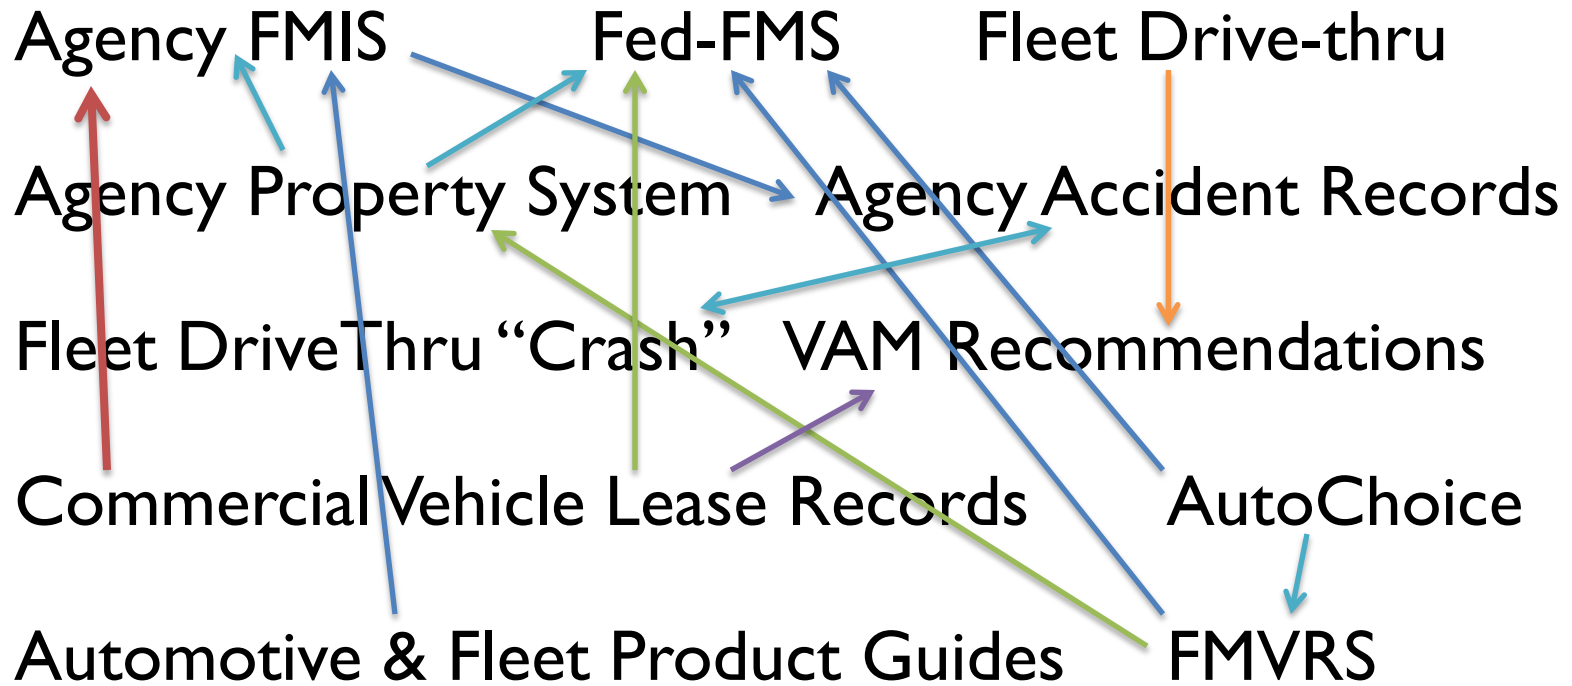 Agency FMIS Fed-FMS Fleet Drive-thru
Agency Property System Agency Accident Records
Fleet DriveThru “Crash” VAM Recommendations
Commercial Vehicle Lease Records AutoChoice
Automotive & Fleet Product Guides FMVRS